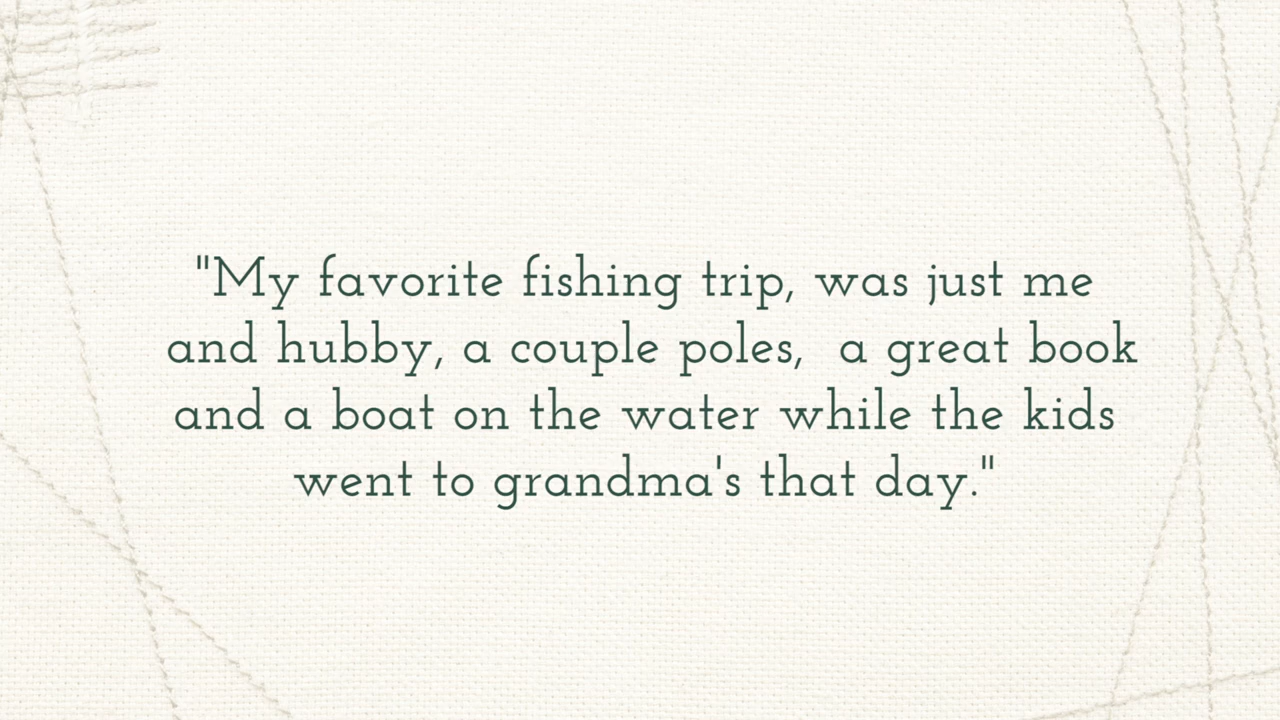 "My favorite fishing trip, was just me
and hubby, a couple poles,  a great book
and a boat on the water while the kids
went to grandma's that day."